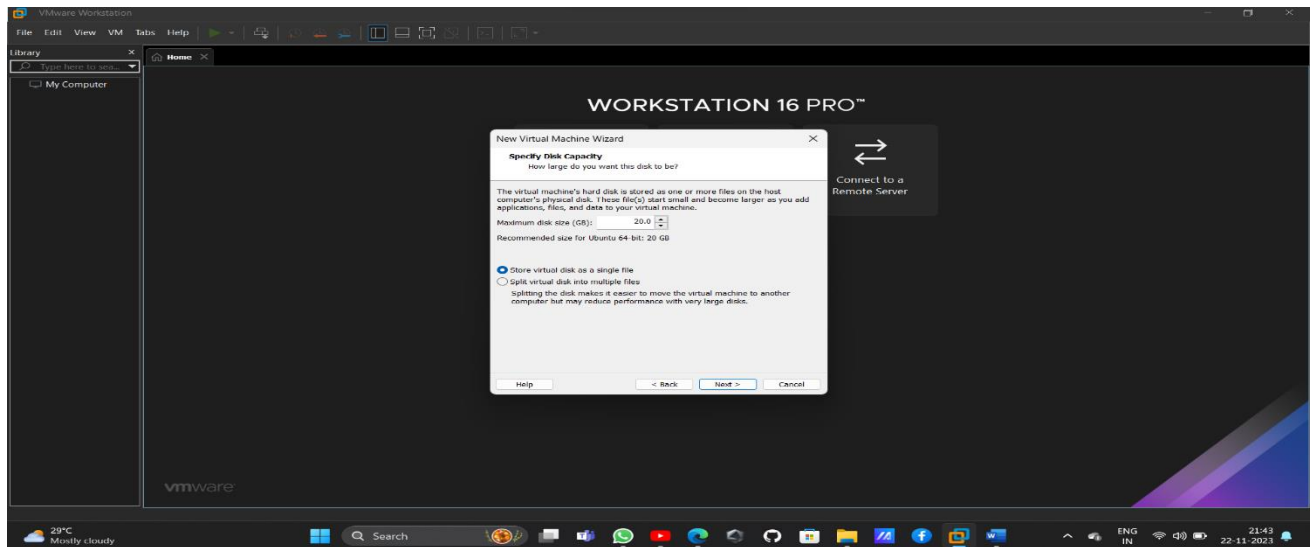 VMware Workstation
File Edit View VM Tabs Help
Library
Type here to sea...
My Computer
Home
WORKSTATION 16 PRO™
New Virtual Machine Wizard
Specify Disk Capacity
How large do you want this disk to be?
The virtual machine's hard disk is stored as one or more files on the host
computer's physical disk. These file(s) start small and become larger as you add
applications, files, and data to your virtual machine.
Maximum disk size (GB): 20.0
Recommended size for Ubuntu 64-bit: 20 GB
Store virtual disk as a single file
Split virtual disk into multiple files
Splitting the disk makes it easier to move the virtual machine to another
computer but may reduce performance with very large disks.
Help < Back Next > Cancel
Connect to a
Remote Server
vmware
29°C
Mostly cloudy
Search
ENG
IN
21:43
22-11-2023